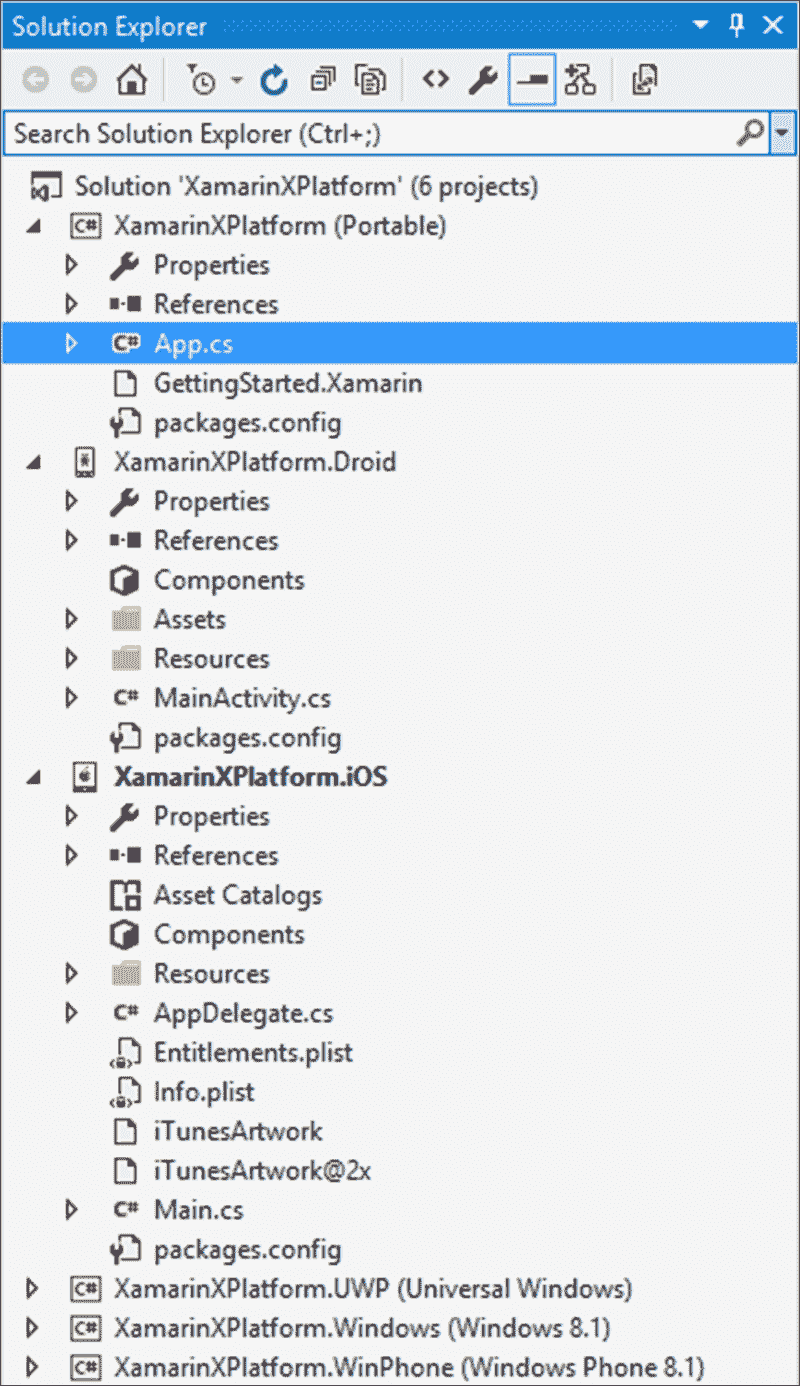 Solution Explorer
Search Solution Explorer (Ctrl+;)
Solution 'XamarinXPlatform' (6 projects)
C# XamarinXPlatform (Portable)
Properties
References
C# App.cs
GettingStarted.Xamarin
packages.config
XamarinXPlatform.Droid
Properties
References
Components
Assets
Resources
C# MainActivity.cs
packages.config
XamarinXPlatform.iOS
Properties
References
Asset Catalogs
Components
Resources
C# AppDelegate.cs
Entitlements.plist
Info.plist
iTunesArtwork
iTunesArtwork@2x
C# Main.cs
packages.config
C# XamarinXPlatform.UWP (Universal Windows)
C# XamarinXPlatform.Windows (Windows 8.1)
C# XamarinXPlatform.WinPhone (Windows Phone 8.1)